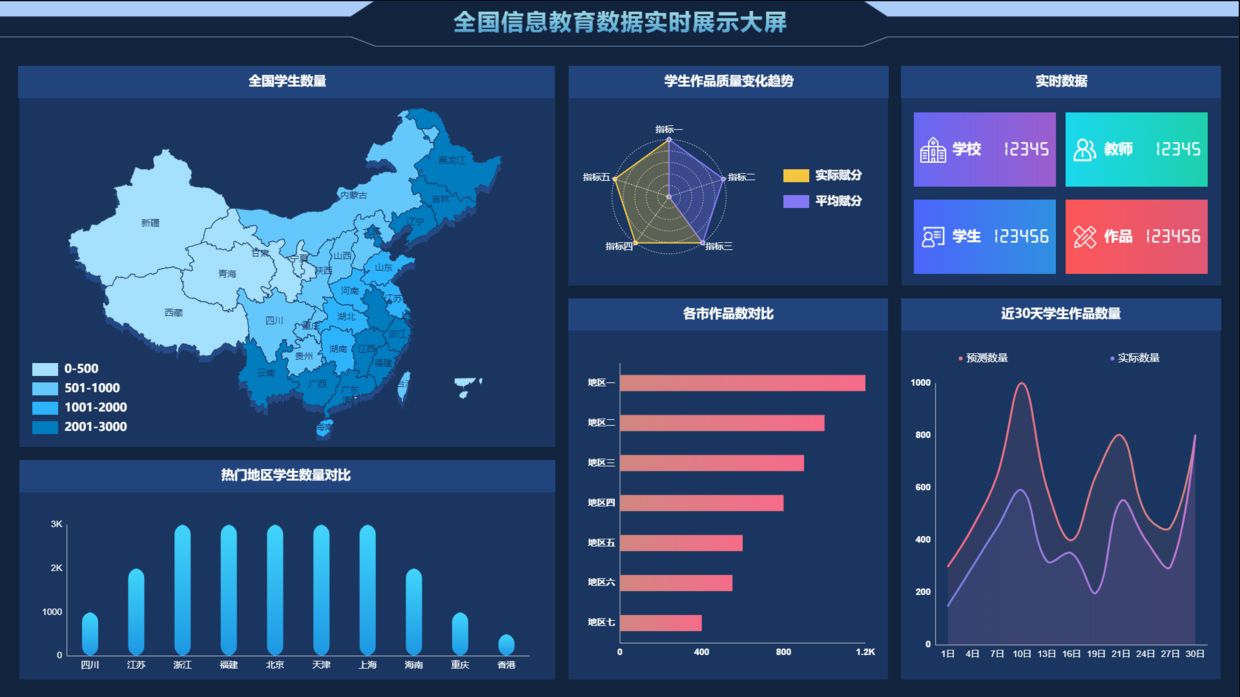 全国信息教育数据实时展示大屏
全国学生数量
黑龙江
内蒙古
吉林
新疆
辽宁
甘肃
宁夏
山西
山东
青海
陕西
河南
江苏
西藏
四川
重庆
湖北
浙江
湖南
江西
贵州
福建
云南
广西
广东
0-500
501-1000
1001-2000
2001-3000
热门地区学生数量对比
3K
2K
1000
0
四川 江苏 浙江 福建 北京 天津 上海 海南 重庆 香港
学生作品质量变化趋势
指标一
指标二
指标三
指标四
指标五
实际赋分
平均赋分
各市作品数对比
地区一
地区二
地区三
地区四
地区五
地区六
地区七
0 400 800 1.2K
实时数据
学校 12345
教师 12345
学生 123456
作品 123456
近30天学生作品数量
预测数量 实际数量
1000
800
600
400
200
0
1日 4日 7日 10日 13日 16日 19日 21日 24日 27日 30日